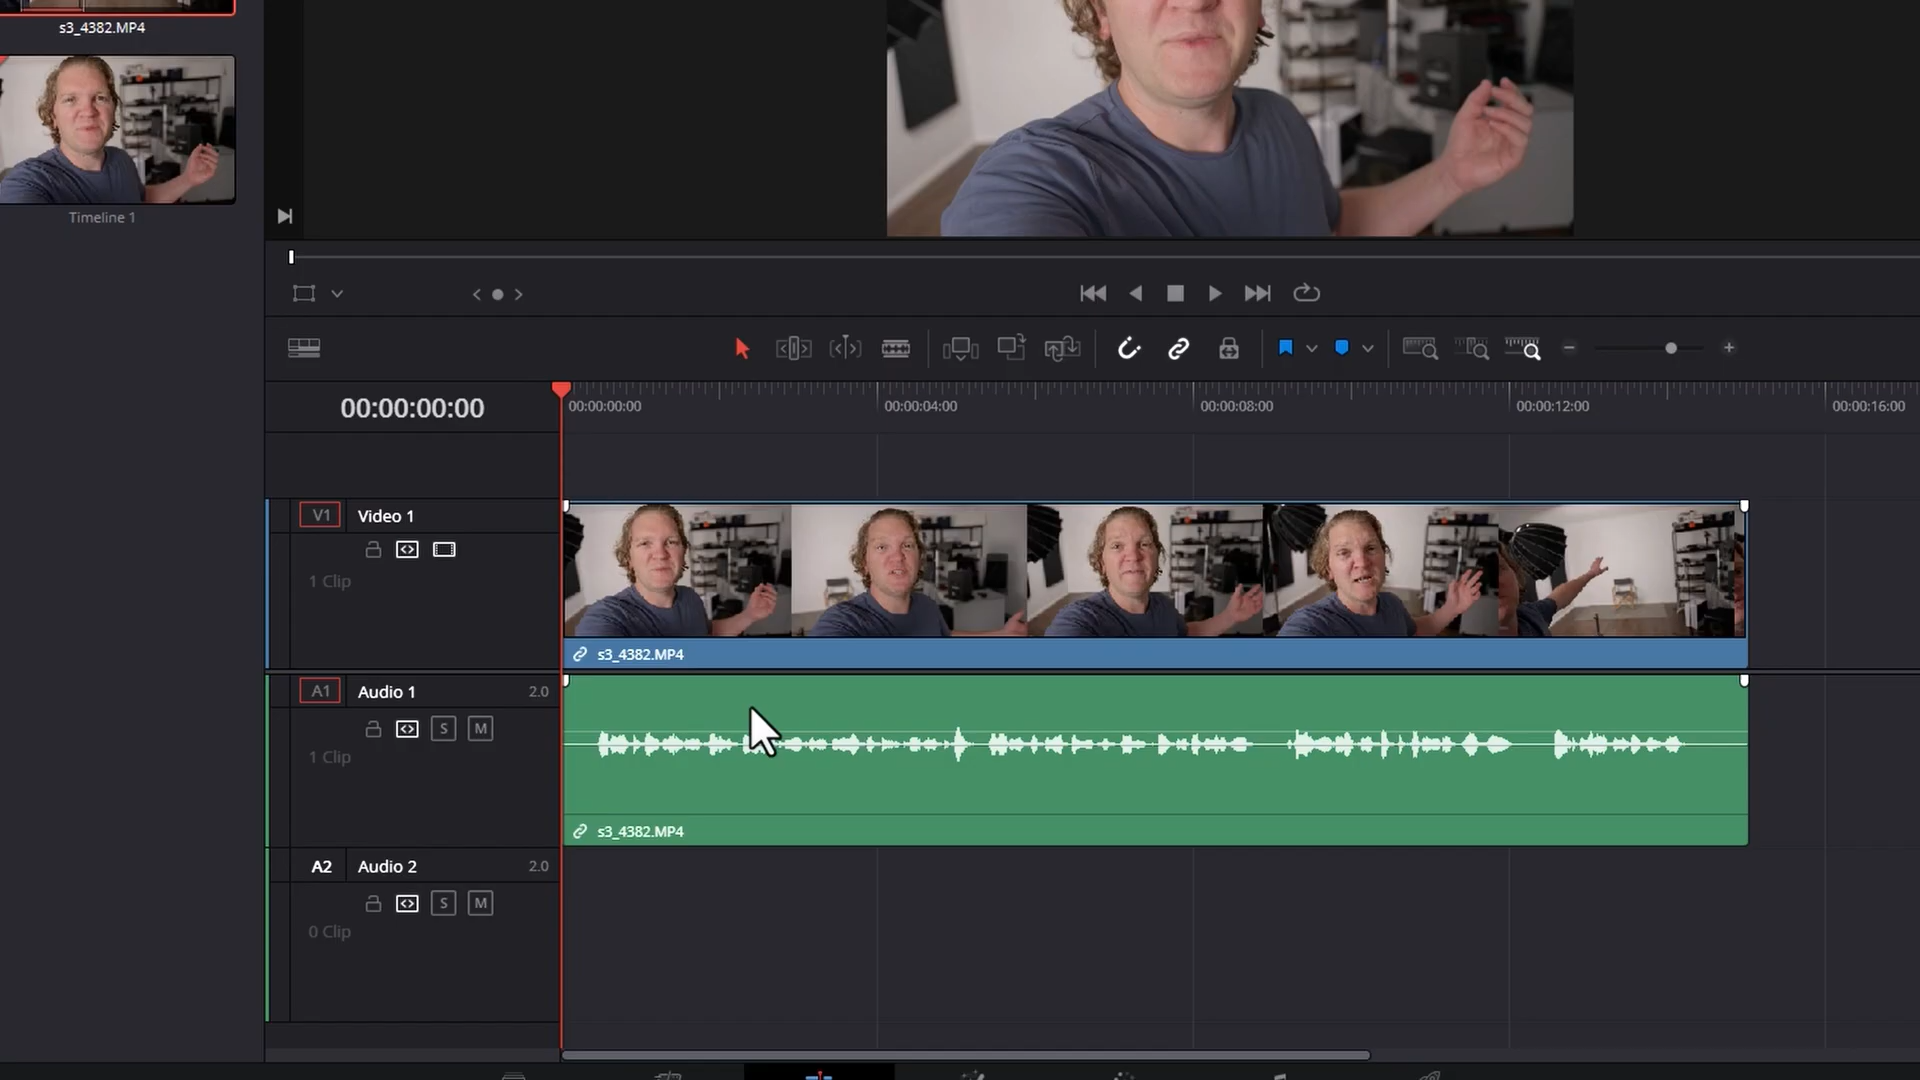 s3_4382.MP4
Timeline 1
00:00:00:00
00:00:00:00
00:00:04:00
00:00:08:00
00:00:12:00
00:00:16:00
V1 Video 1
1 Clip
s3_4382.MP4
A1 Audio 1 2.0
S M
1 Clip
s3_4382.MP4
A2 Audio 2 2.0
S M
0 Clip